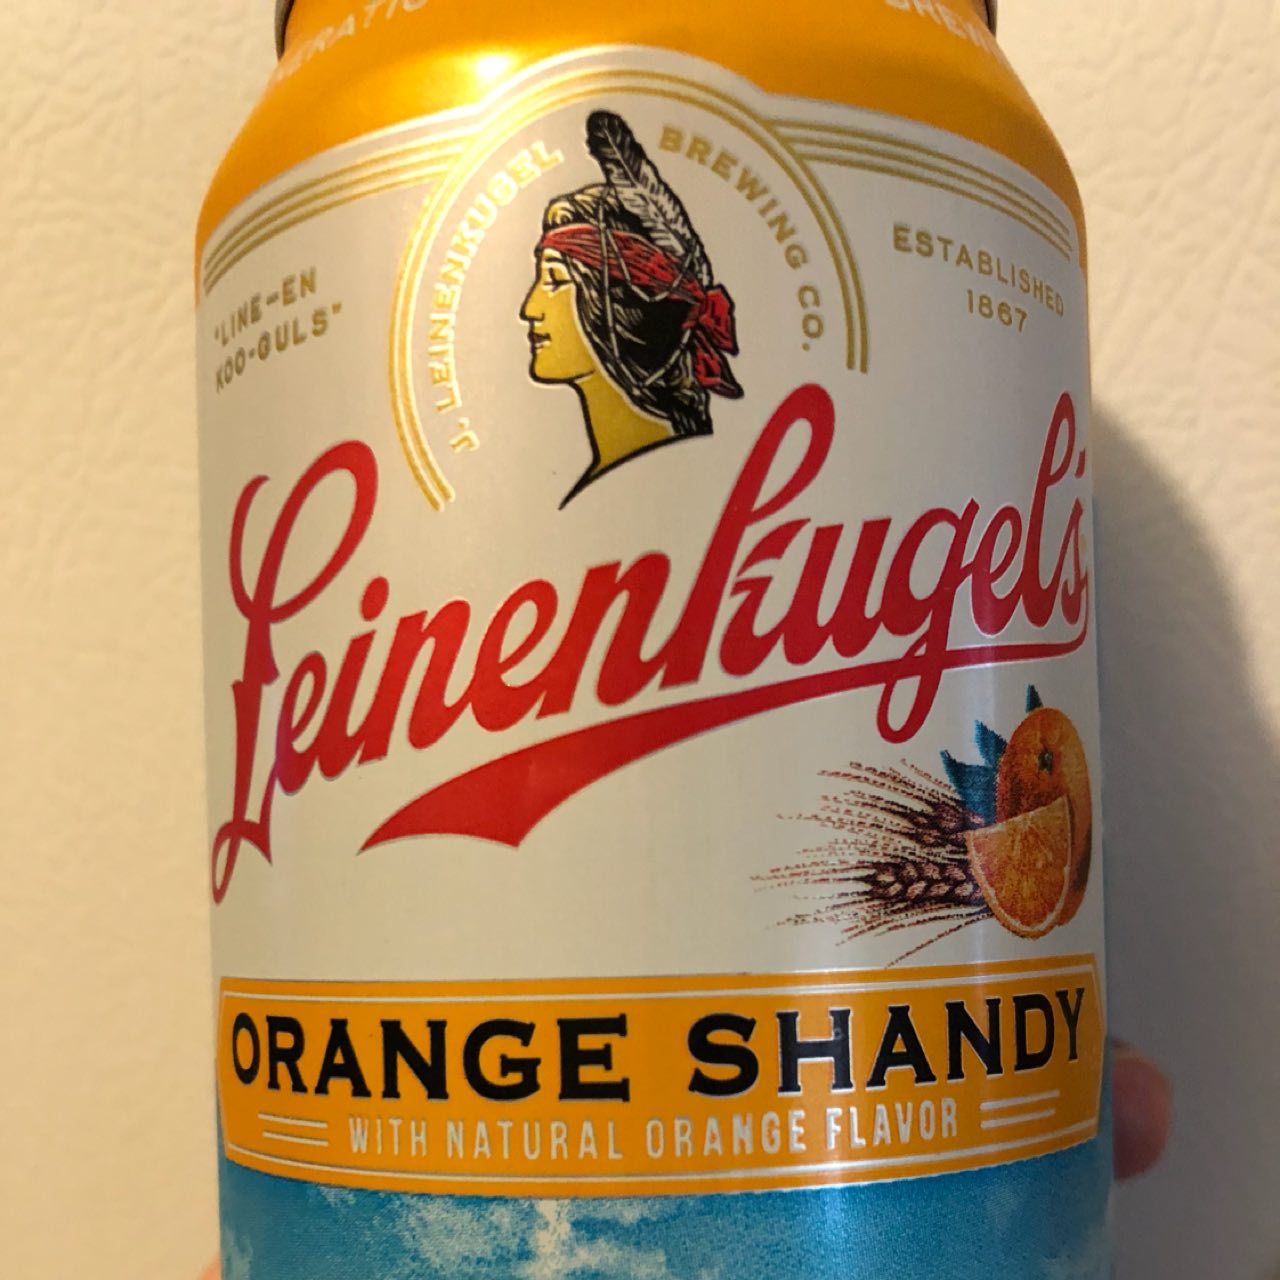 J. LEINENKUGEL BREWING CO.
"LINE-EN
KOO-GULS"
ESTABLISHED
1867
Leinenkugel's
ORANGE SHANDY
WITH NATURAL ORANGE FLAVOR